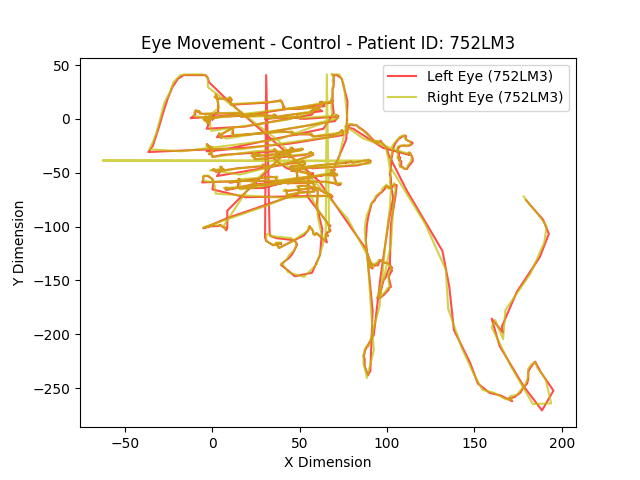 Eye Movement - Control - Patient ID: 752LM3
Left Eye (752LM3)
Right Eye (752LM3)
50
0
−50
−100
−150
−200
−250
Y Dimension
−50
0
50
100
150
200
X Dimension